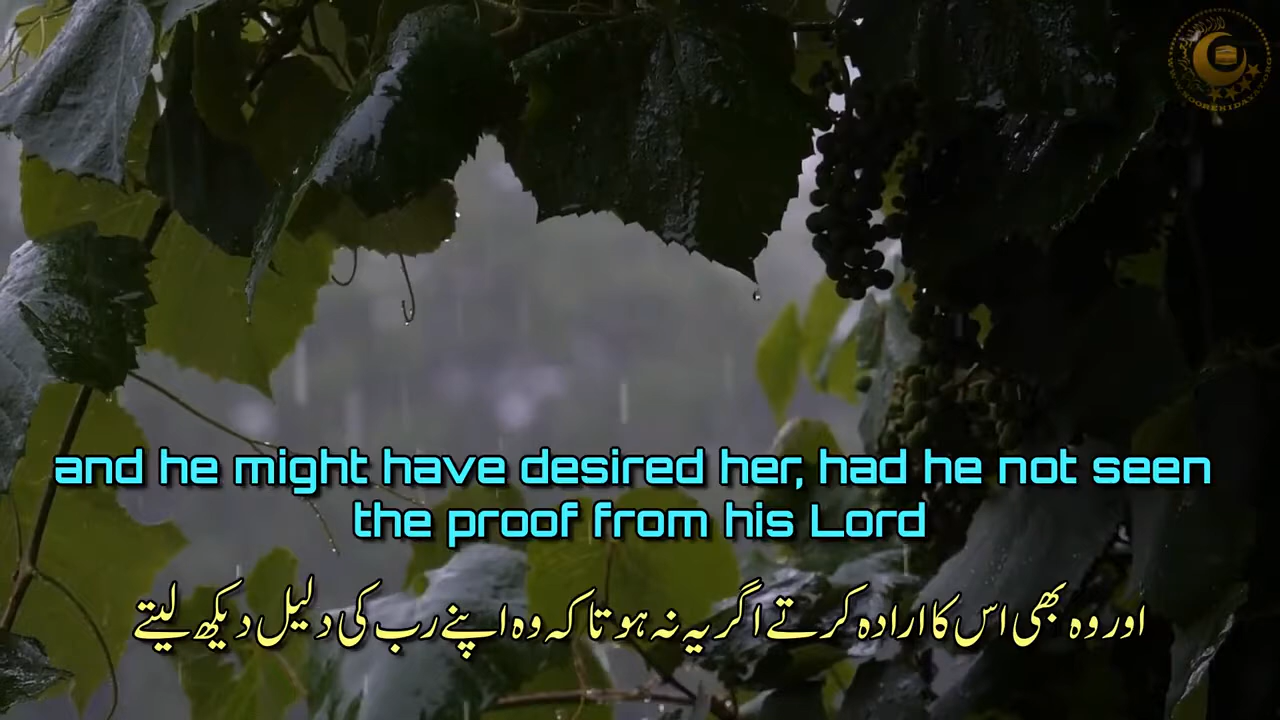 and he might have desired her, had he not seen
the proof from his Lord
اور وہ بھی اس کا ارادہ کرتے اگر یہ نہ ہوتا کہ وہ اپنے رب کی دلیل دیکھ لیتے